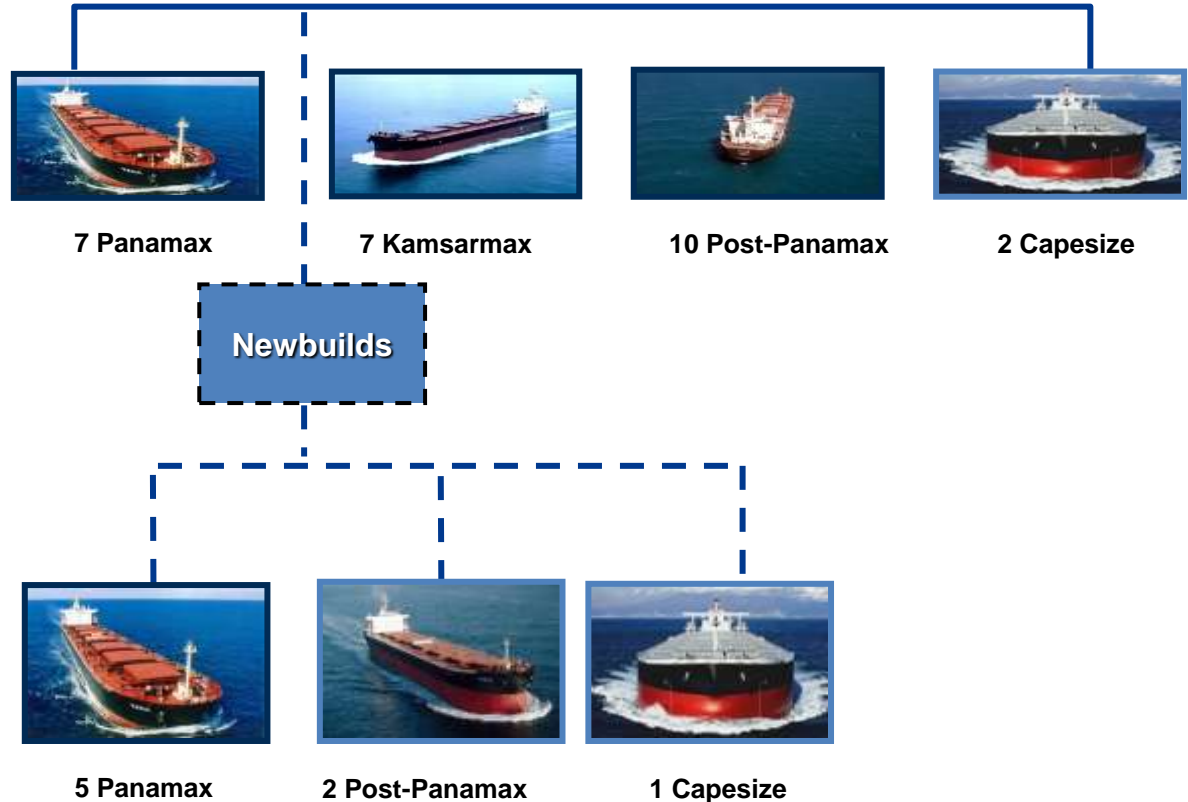 7 Panamax
7 Kamsarmax
10 Post-Panamax
2 Capesize
Newbuilds
5 Panamax
2 Post-Panamax
1 Capesize